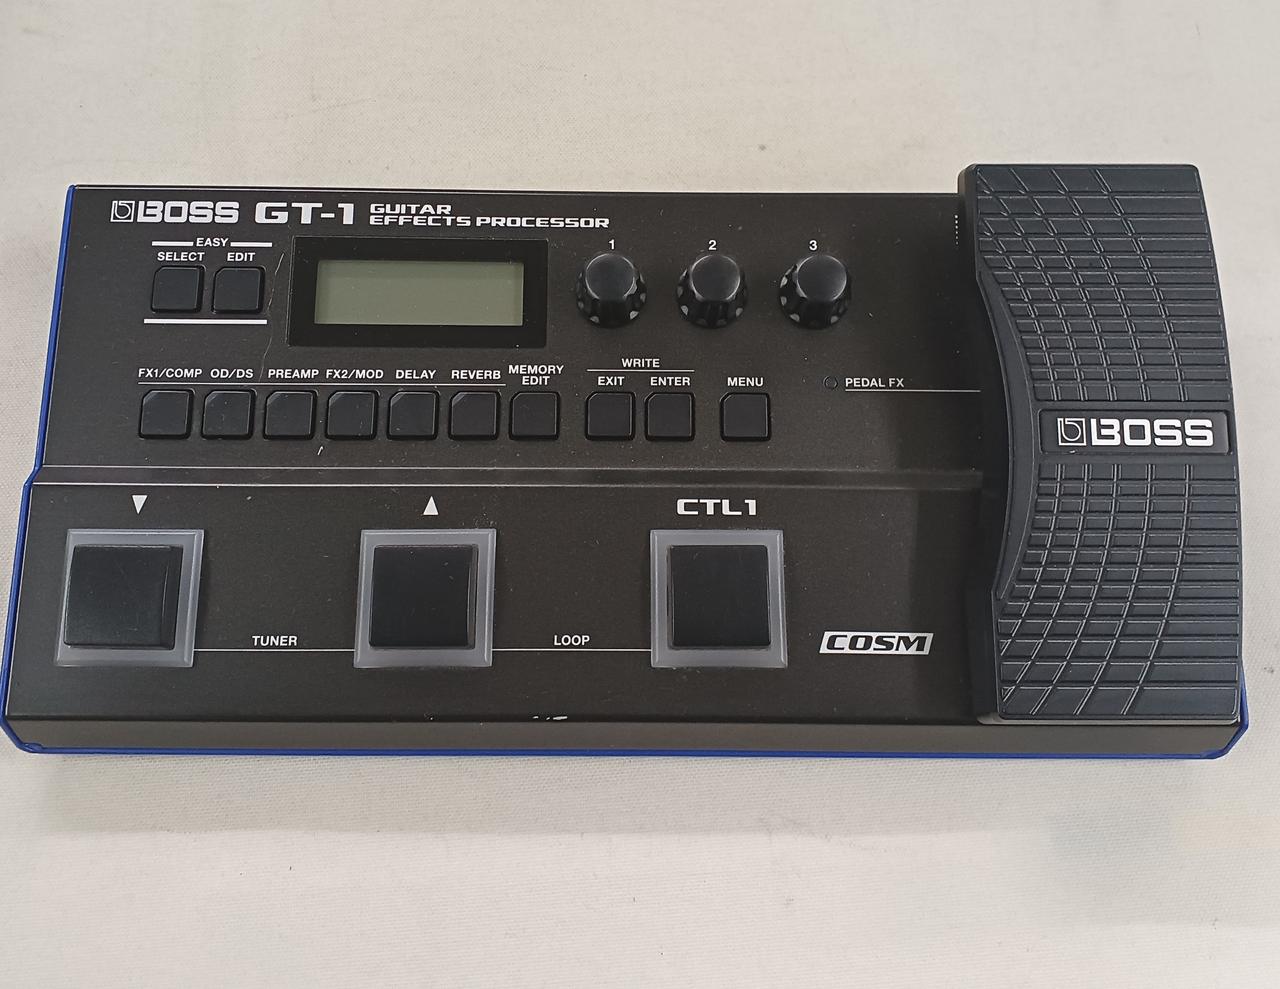 BOSS GT-1 GUITAR
EFFECTS PROCESSOR
EASY
SELECT EDIT
1 2 3
WRITE
FX1/COMP OD/DS PREAMP FX2/MOD DELAY REVERB MEMORY
EDIT
EXIT ENTER MENU
PEDAL FX
BOSS
▼ ▲ CTL1
TUNER LOOP
COSM